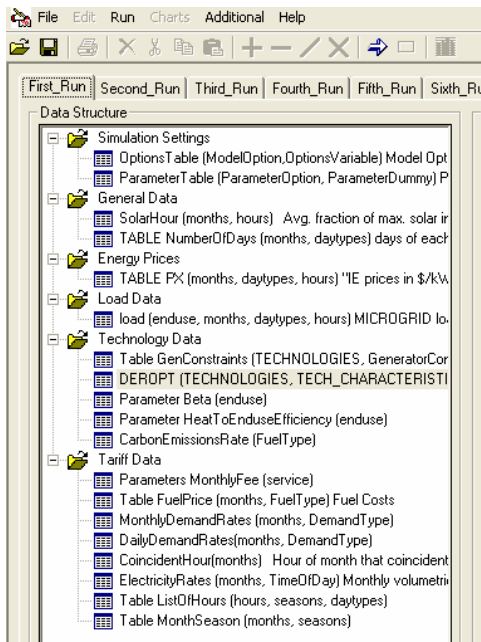 File Edit Run Charts Additional Help
First_Run Second_Run Third_Run Fourth_Run Fifth_Run Sixth_Ru
Data Structure
Simulation Settings
OptionsTable (ModelOption,OptionsVariable) Model Opt
ParameterTable (ParameterOption, ParameterDummy) P
General Data
SolarHour (months, hours) Avg. fraction of max. solar ir
TABLE NumberOfDays (months, daytypes) days of each
Energy Prices
TABLE PX (months, daytypes, hours) "IE prices in $/kW
Load Data
load (enduse, months, daytypes, hours) MICROGRID lo
Technology Data
Table GenConstraints (TECHNOLOGIES, GeneratorCor
DEROPT (TECHNOLOGIES, TECH_CHARACTERISTI
Parameter Beta (enduse)
Parameter HeatToEnduseEfficiency (enduse)
CarbonEmissionsRate (FuelType)
Tariff Data
Parameters MonthlyFee (service)
Table FuelPrice (months, FuelType) Fuel Costs
MonthlyDemandRates (months, DemandType)
DailyDemandRates(months, DemandType)
CoincidentHour(months) Hour of month that coincident
ElectricityRates (months, TimeOfDay) Monthly volumetri
Table ListOfHours (hours, seasons, daytypes)
Table MonthSeason (months, seasons)